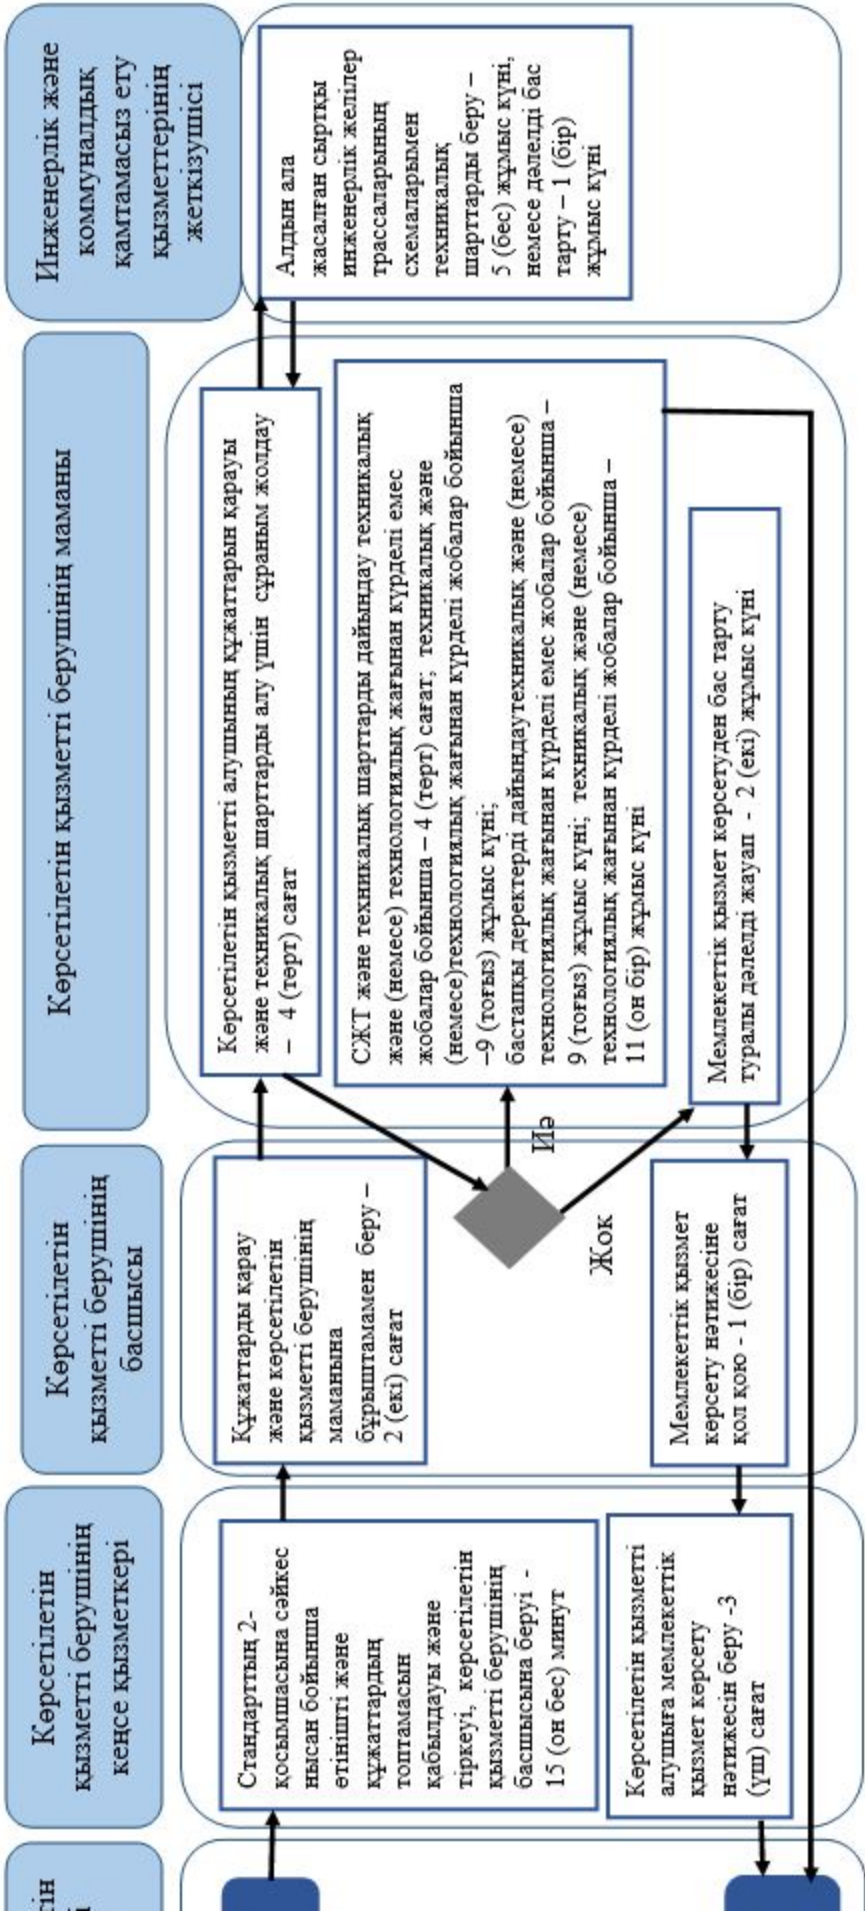 тін
Көрсетілетін
қызметті берушінің
кеңсе қызметкері
Көрсетілетін
қызметті берушінің
басшысы
Көрсетілетін қызметті берушінің маманы
Инженерлік және
коммуналдық
қамтамасыз ету
қызметтерінің
жеткізушісі
Стандарттың 2-
қосымшасына сәйкес
нысан бойынша
өтінішті және
құжаттардың
топтамасын
қабылдауы және
тіркеуі, көрсетілетін
қызметті берушінің
басшысына беруі -
15 (он бес) минут
Құжаттарды қарау
және көрсетілетін
қызметті берушінің
маманына
бұрыштамамен беру –
2 (екі) сағат
Көрсетілетін қызметті алушының құжаттарын қарауы
және техникалық шарттарды алу үшін сұраным жолдау
– 4 (төрт) сағат
Алдын ала
жасалған сыртқы
инженерлік желілер
трассаларының
схемаларымен
техникалық
шарттарды беру –
5 (бес) жұмыс күні,
немесе дәлелді бас
тарту – 1 (бір)
жұмыс күні
СЖТ және техникалық шарттарды дайындау техникалық
және (немесе) технологиялық жағынан күрделі емес
жобалар бойынша – 4 (төрт) сағат; техникалық және
(немесе)технологиялық жағынан күрделі жобалар бойынша
–9 (тоғыз) жұмыс күні;
бастапқы деректерді дайындаутехникалық және (немесе)
технологиялық жағынан күрделі емес жобалар бойынша –
9 (тоғыз) жұмыс күні; техникалық және (немесе)
технологиялық жағынан күрделі жобалар бойынша –
11 (он бір) жұмыс күні
Иә
Жок
Мемлекеттік қызмет көрсетуден бас тарту
туралы дәлелді жауап - 2 (екі) жұмыс күні
Мемлекеттік қызмет
көрсету нәтижесіне
қол қою - 1 (бір) сағат
Көрсетілетін қызметті
алушыға мемлекеттік
қызмет көрсету
нәтижесін беру -3
(үш) сағат